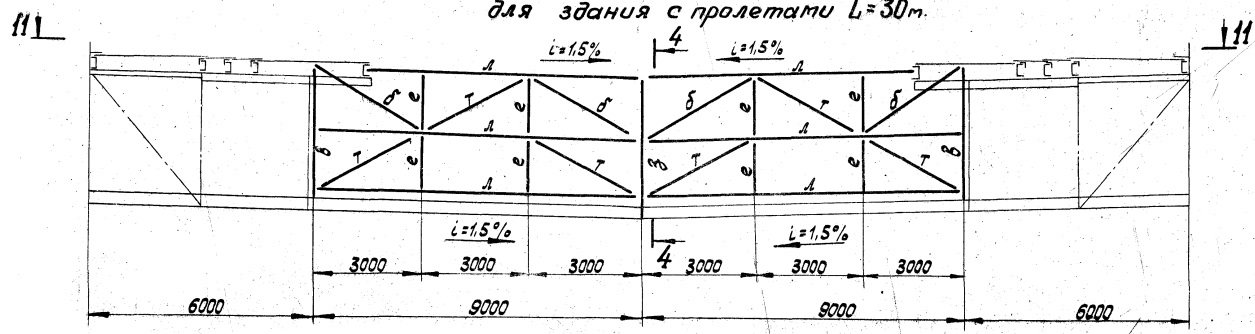 для здания с пролетами L=30м.
11 11
4
i=1,5% i=1,5%
л л
б т е е б б е т е б
л л
в т е е т з т е е т в
л л
i=1,5% i=1,5%
4
3000 3000 3000 3000 3000 3000
6000 9000 9000 6000